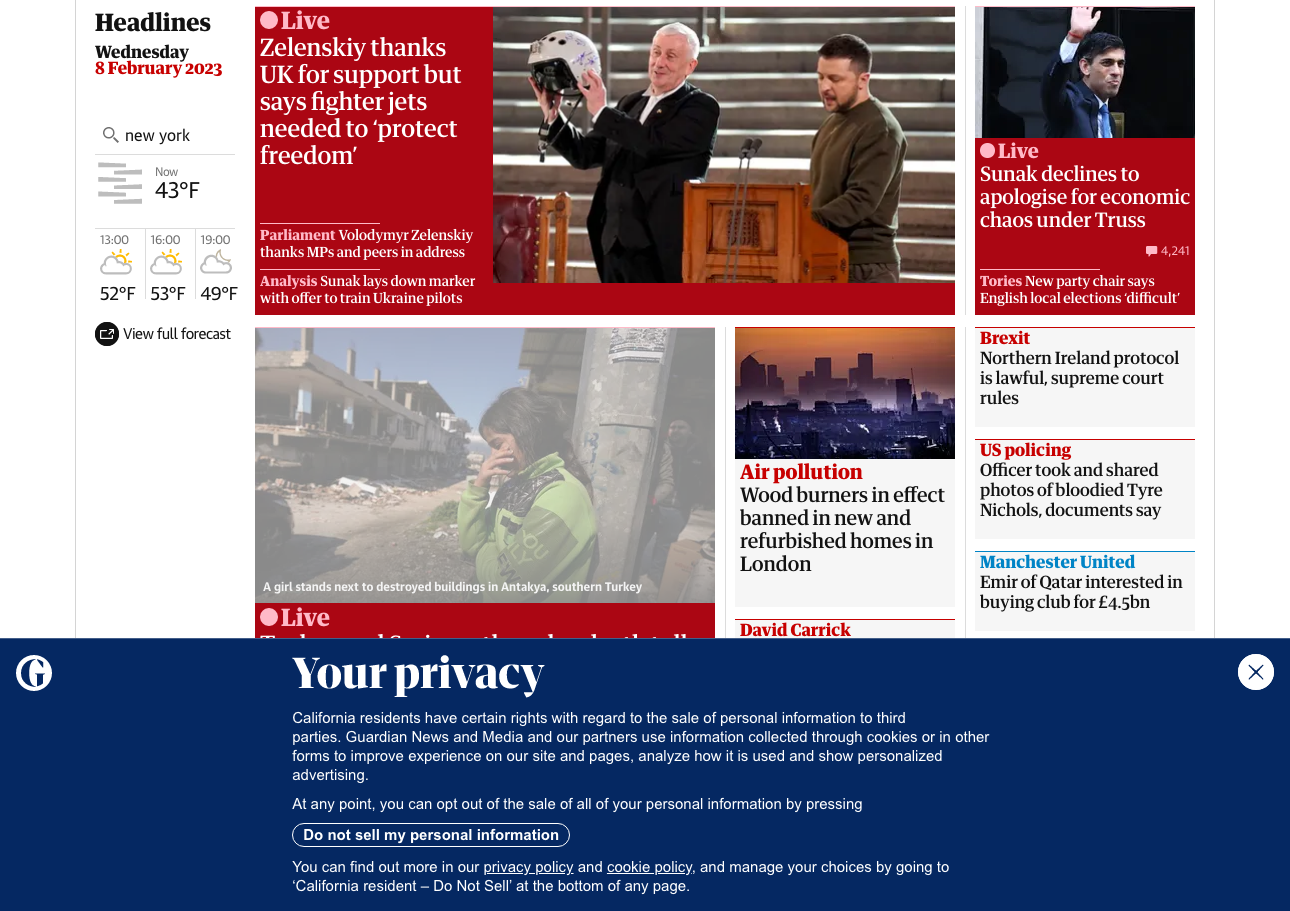 Headlines
Wednesday
8 February 2023
new york
Now
43°F
13:00
52°F
16:00
53°F
19:00
49°F
View full forecast
Live
Zelenskiy thanks
UK for support but
says fighter jets
needed to ‘protect
freedom’
Parliament Volodymyr Zelenskiy
thanks MPs and peers in address
Analysis Sunak lays down marker
with offer to train Ukraine pilots
Live
Sunak declines to
apologise for economic
chaos under Truss
4,241
Tories New party chair says
English local elections ‘difficult’
A girl stands next to destroyed buildings in Antakya, southern Turkey
Live
Air pollution
Wood burners in effect
banned in new and
refurbished homes in
London
David Carrick
Brexit
Northern Ireland protocol
is lawful, supreme court
rules
US policing
Officer took and shared
photos of bloodied Tyre
Nichols, documents say
Manchester United
Emir of Qatar interested in
buying club for £4.5bn
Your privacy
California residents have certain rights with regard to the sale of personal information to third
parties. Guardian News and Media and our partners use information collected through cookies or in other
forms to improve experience on our site and pages, analyze how it is used and show personalized
advertising.
At any point, you can opt out of the sale of all of your personal information by pressing
Do not sell my personal information
You can find out more in our privacy policy and cookie policy, and manage your choices by going to
‘California resident – Do Not Sell’ at the bottom of any page.